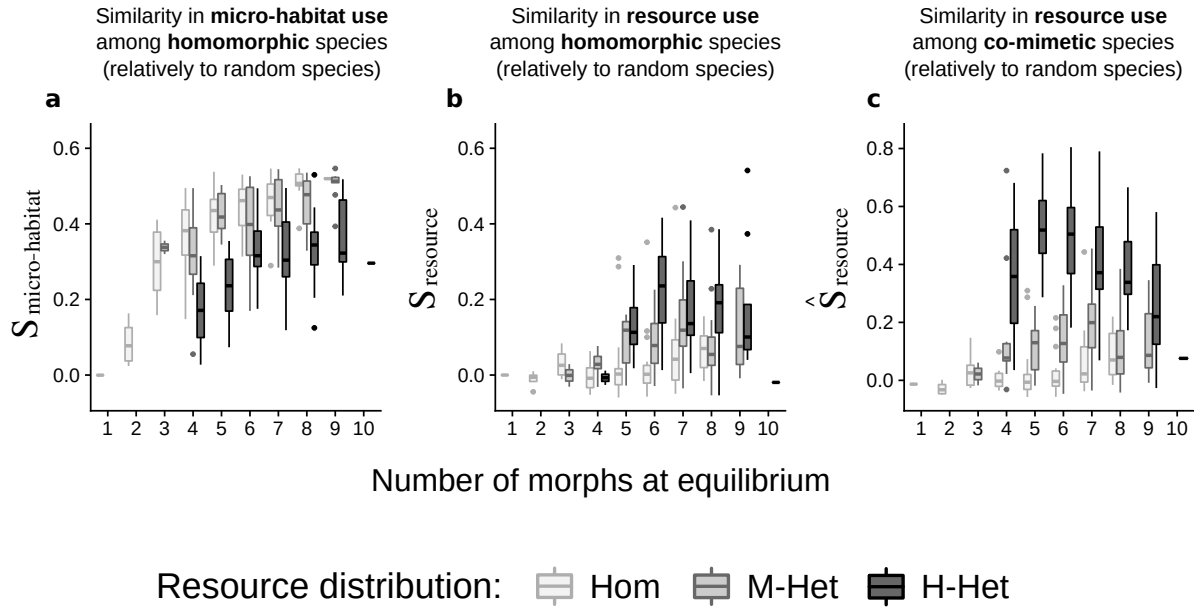 Similarity in micro-habitat use
among homomorphic species
(relatively to random species)
Similarity in resource use
among homomorphic species
(relatively to random species)
Similarity in resource use
among co-mimetic species
(relatively to random species)
a
b
c
S micro-habitat
0.6
0.4
0.2
0.0
1 2 3 4 5 6 7 8 9 10
S resource
0.6
0.4
0.2
0.0
1 2 3 4 5 6 7 8 9 10
Ŝ resource
0.8
0.6
0.4
0.2
0.0
1 2 3 4 5 6 7 8 9 10
Number of morphs at equilibrium
Resource distribution: Hom M-Het H-Het